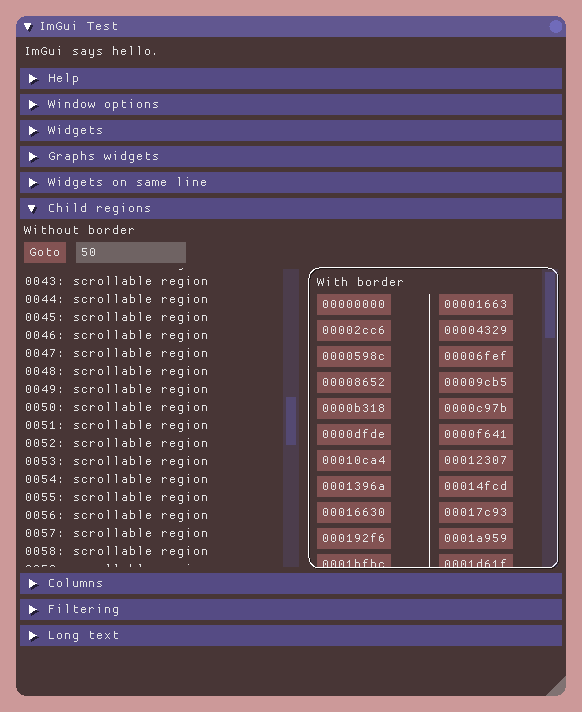 ImGui Test
ImGui says hello.
Help
Window options
Widgets
Graphs widgets
Widgets on same line
Child regions
Without border
Goto 50
0043: scrollable region
0044: scrollable region
0045: scrollable region
0046: scrollable region
0047: scrollable region
0048: scrollable region
0049: scrollable region
0050: scrollable region
0051: scrollable region
0052: scrollable region
0053: scrollable region
0054: scrollable region
0055: scrollable region
0056: scrollable region
0057: scrollable region
0058: scrollable region
With border
00000000 00001663
00002cc6 00004329
0000598c 00006fef
00008652 00009cb5
0000b318 0000c97b
0000dfde 0000f641
00010ca4 00012307
0001396a 00014fcd
00016630 00017c93
000192f6 0001a959
0001bfbc 0001d61f
Columns
Filtering
Long text